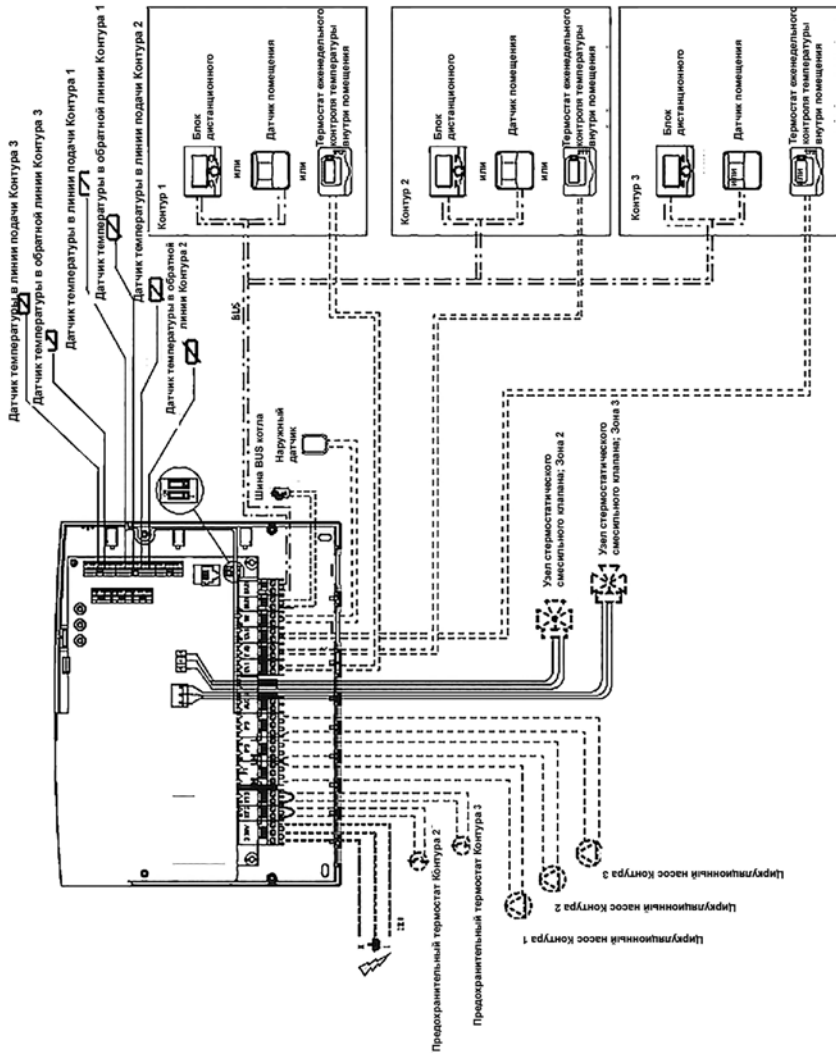 Датчик температуры в линии подачи Контура 3
Датчик температуры в обратной линии Контура 3
Датчик температуры в линии подачи Контура 1
Датчик температуры в обратной линии Контура 1
Датчик температуры в линии подачи Контура 2
Датчик температуры в обратной
линии Контура 2
Контур 1
Блок
дистанционного
или
Датчик помещения
или
Термостат еженедельного
контроля температуры
внутри помещения
Контур 2
Блок
дистанционного
или
Датчик помещения
или
Термостат еженедельного
контроля температуры
внутри помещения
Контур 3
Блок
дистанционного
или
Датчик помещения
или
Термостат еженедельного
контроля температуры
внутри помещения
BUS
Шина BUS котла
Наружный
датчик
Узел стермостатического
смесильного клапана; Зона 2
Узел стермостатического
смесильного клапана; Зона 3
Предохранительный термостат Контура 2
Предохранительный термостат Контура 3
Циркуляционный насос Контура 1
Циркуляционный насос Контура 2
Циркуляционный насос Контура 3